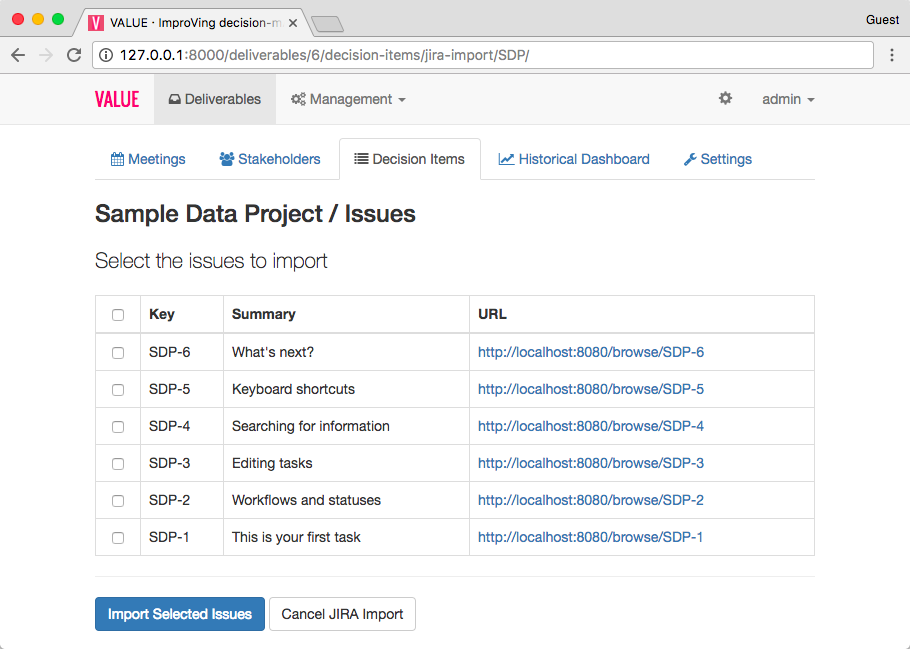 VALUE · ImproVing decision-m
Guest
127.0.0.1:8000/deliverables/6/decision-items/jira-import/SDP/
VALUE Deliverables Management admin
Meetings Stakeholders Decision Items Historical Dashboard Settings
Sample Data Project / Issues
Select the issues to import
Key Summary URL
SDP-6 What's next? http://localhost:8080/browse/SDP-6
SDP-5 Keyboard shortcuts http://localhost:8080/browse/SDP-5
SDP-4 Searching for information http://localhost:8080/browse/SDP-4
SDP-3 Editing tasks http://localhost:8080/browse/SDP-3
SDP-2 Workflows and statuses http://localhost:8080/browse/SDP-2
SDP-1 This is your first task http://localhost:8080/browse/SDP-1
Import Selected Issues Cancel JIRA Import